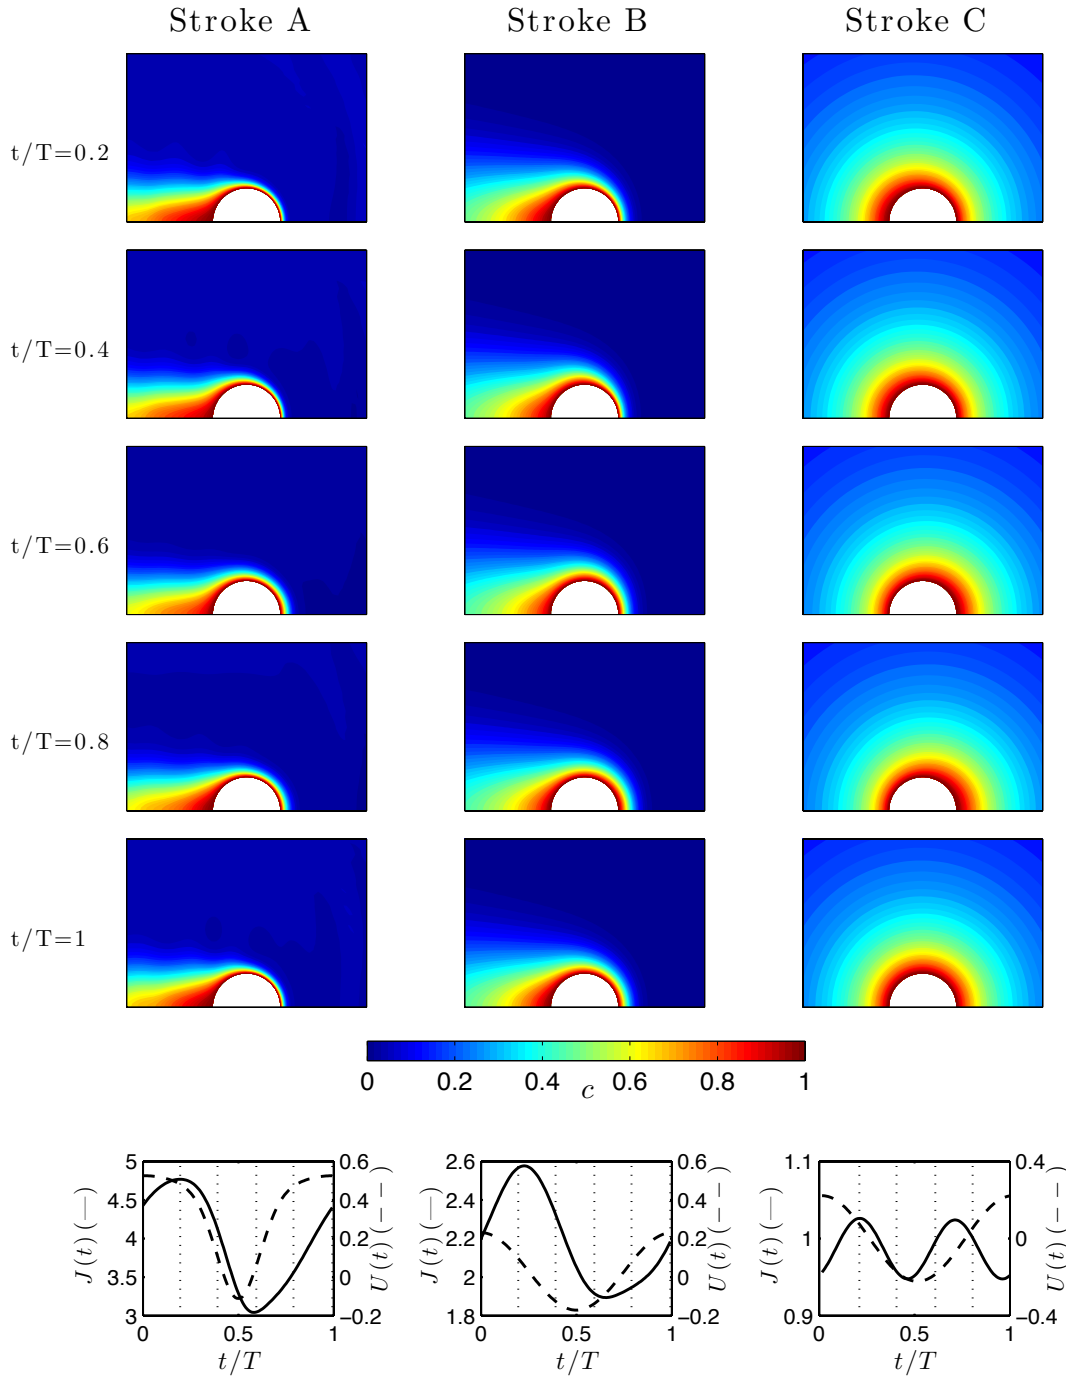 Stroke A
Stroke B
Stroke C
t/T=0.2
t/T=0.4
t/T=0.6
t/T=0.8
t/T=1
0 0.2 0.4 0.6 0.8 1
c
5
4.5
4
3.5
3
J(t) (—)
0.6
0.4
0.2
0
−0.2
U(t) (− −)
0 0.5 1
t/T
2.6
2.4
2.2
2
1.8
J(t) (—)
0.6
0.4
0.2
0
−0.2
U(t) (− −)
0 0.5 1
t/T
1.1
1
0.9
J(t) (—)
0.4
0
−0.4
U(t) (− −)
0 0.5 1
t/T